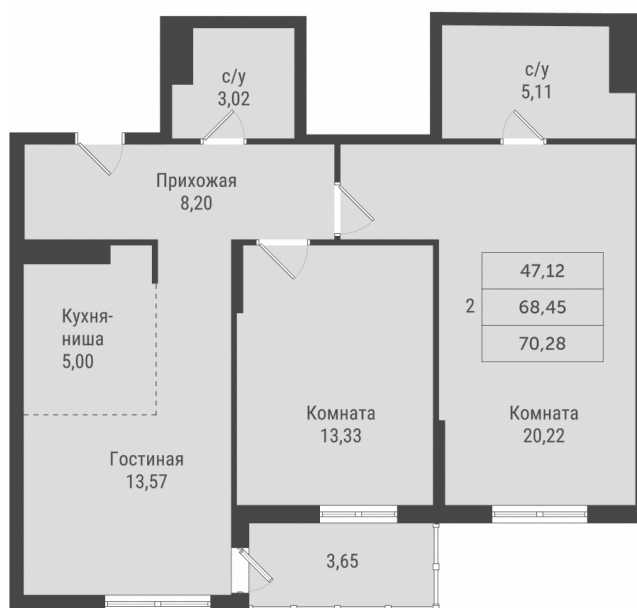 с/у
3,02
с/у
5,11
Прихожая
8,20
47,12
2
68,45
70,28
Кухня-
ниша
5,00
Комната
13,33
Комната
20,22
Гостиная
13,57
3,65